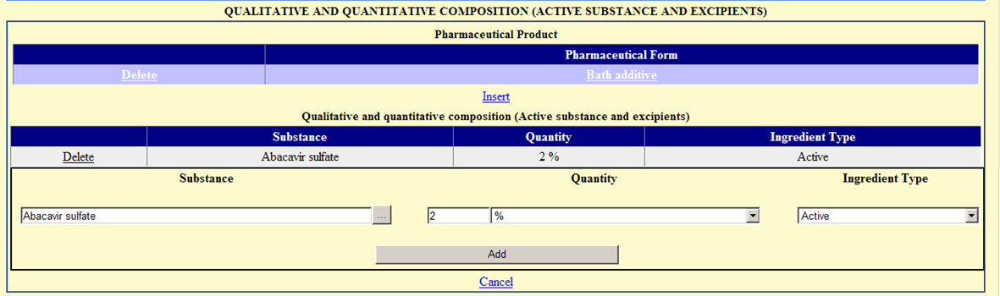 QUALITATIVE AND QUANTITATIVE COMPOSITION (ACTIVE SUBSTANCE AND EXCIPIENTS)
Pharmaceutical Product
Pharmaceutical Form
Delete Bath additive
Insert
Qualitative and quantitative composition (Active substance and excipients)
Substance Quantity Ingredient Type
Delete Abacavir sulfate 2 % Active
Substance Quantity Ingredient Type
Abacavir sulfate ... 2 % Active
Add
Cancel